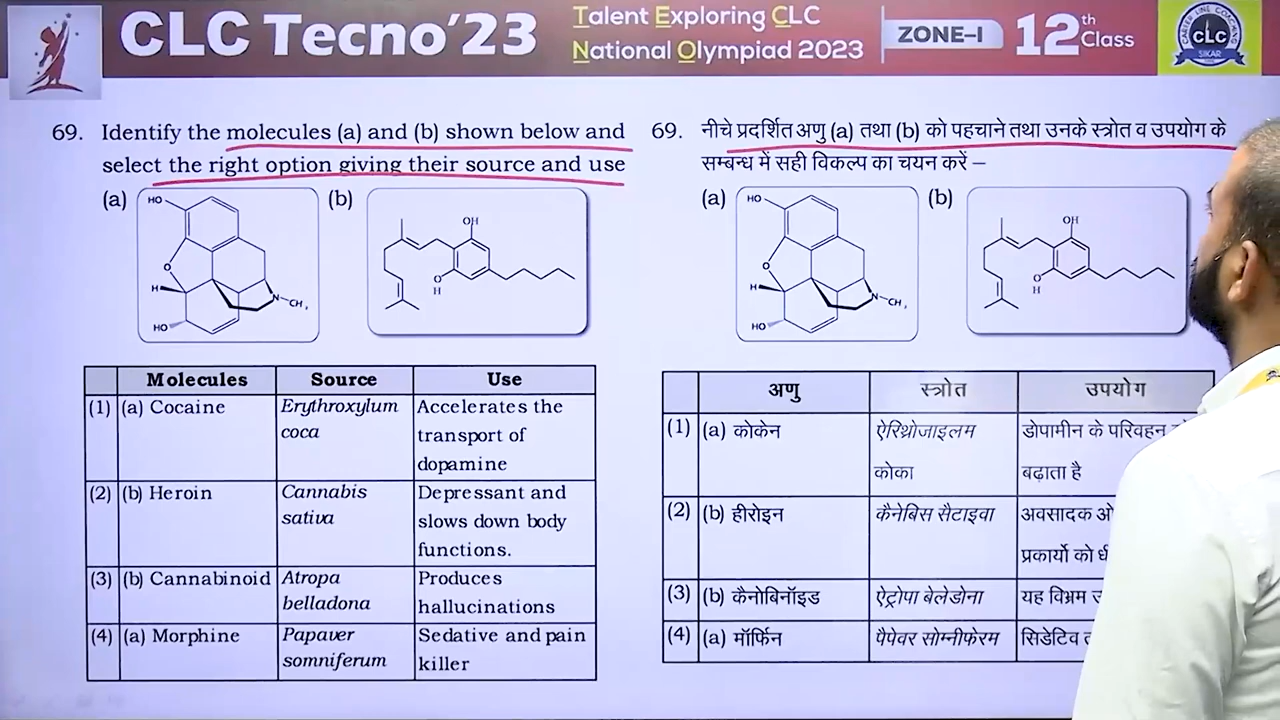 CLC Tecno'23
Talent Exploring CLC
National Olympiad 2023
ZONE–I
12th Class
CAREER LINE COACHING
CLC
SIKAR
69. Identify the molecules (a) and (b) shown below and
select the right option giving their source and use
(a)
HO
O
H
HO
N
CH,
(b)
OH
O
H
Molecules Source Use
(1) (a) Cocaine Erythroxylum coca Accelerates the transport of dopamine
(2) (b) Heroin Cannabis sativa Depressant and slows down body functions.
(3) (b) Cannabinoid Atropa belladona Produces hallucinations
(4) (a) Morphine Papaver somniferum Sedative and pain killer
69. नीचे प्रदर्शित अणु (a) तथा (b) को पहचाने तथा उनके स्त्रोत व उपयोग के
सम्बन्ध में सही विकल्प का चयन करें –
(a)
HO
O
H
HO
N
CH,
(b)
OH
O
H
अणु स्त्रोत उपयोग
(1) (a) कोकेन ऐरिथ्रोजाइलम कोका डोपामीन के परिवहन बढ़ाता है
(2) (b) हीरोइन कैनेबिस सैटाइवा अवसादक प्रकार्यो को
(3) (b) कैनोबिनॉइड ऐट्रोपा बेलेडोना यह विभ्रम
(4) (a) मॉर्फिन पैपेवर सोम्नीफेरम सिडेटिव